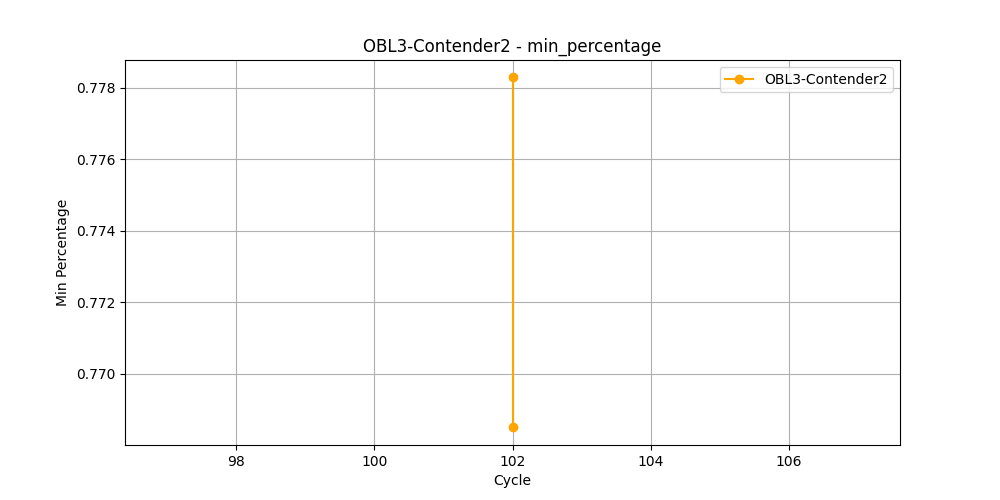 OBL3-Contender2 - min_percentage
OBL3-Contender2
0.778
0.776
0.774
0.772
0.770
Min Percentage
98 100 102 104 106
Cycle